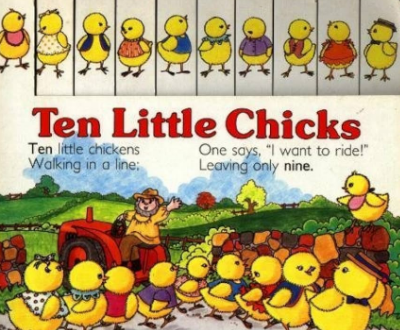 Ten Little Chicks
Ten little chickens
Walking in a line;
One says, "I want to ride!"
Leaving only nine.